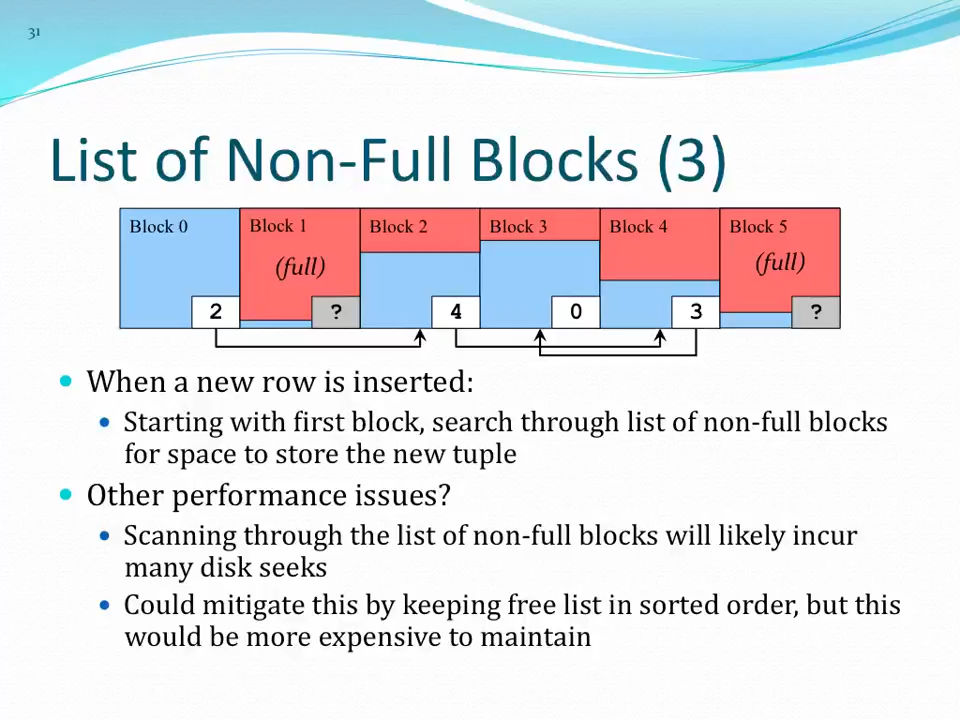 31
List of Non-Full Blocks (3)
Block 0 Block 1 Block 2 Block 3 Block 4 Block 5
(full) (full)
2 ? 4 0 3 ?
• When a new row is inserted:
• Starting with first block, search through list of non-full blocks
for space to store the new tuple
• Other performance issues?
• Scanning through the list of non-full blocks will likely incur
many disk seeks
• Could mitigate this by keeping free list in sorted order, but this
would be more expensive to maintain